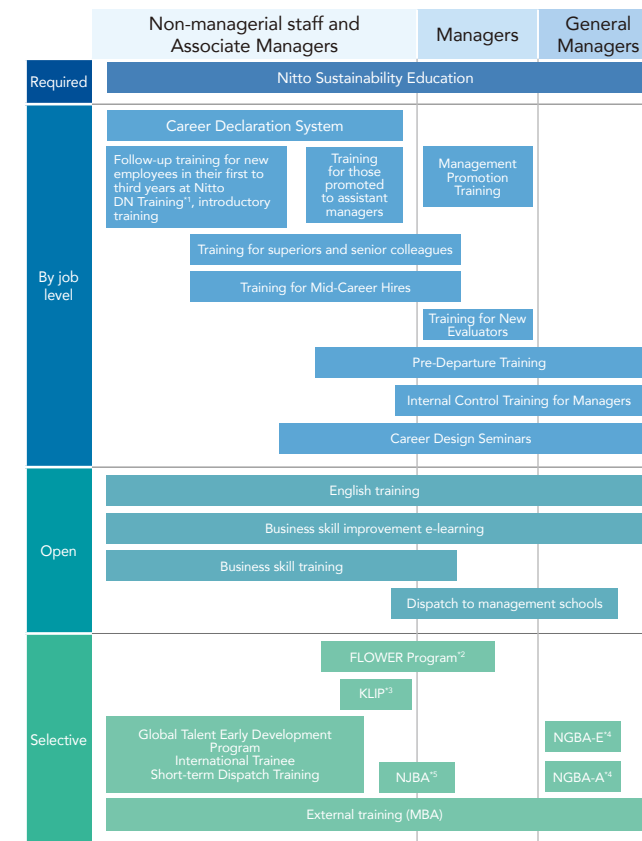 Non-managerial staff and
Associate Managers
Managers
General
Managers
Required
Nitto Sustainability Education
By job
level
Career Declaration System
Follow-up training for new
employees in their first to
third years at Nitto
DN Training*1, introductory
training
Training
for those
promoted
to assistant
managers
Management
Promotion
Training
Training for superiors and senior colleagues
Training for Mid-Career Hires
Training for New
Evaluators
Pre-Departure Training
Internal Control Training for Managers
Career Design Seminars
Open
English training
Business skill improvement e-learning
Business skill training
Dispatch to management schools
Selective
FLOWER Program*2
KLIP*3
Global Talent Early Development
Program
International Trainee
Short-term Dispatch Training
NJBA*5
NGBA-E*4
NGBA-A*4
External training (MBA)